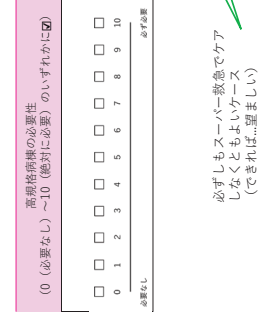 高規格病棟の必要性
(0(必要なし)～10(絶対に必要)のいずれかに☑)
□ □ □ □ □ □ □ □ □ □ □
0 1 2 3 4 5 6 7 8 9 10
必要なし 必ず必要
必ずしもスーパー救急でケア
しなくともよいケース
(できれば…望ましい)